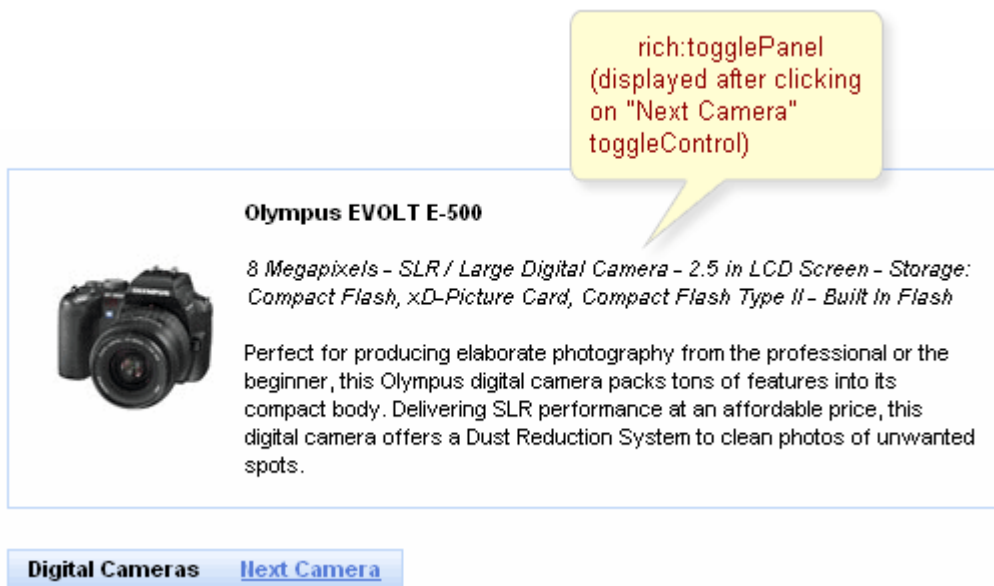 rich:togglePanel
(displayed after clicking
on "Next Camera"
toggleControl)
Olympus EVOLT E-500
8 Megapixels - SLR / Large Digital Camera - 2.5 in LCD Screen - Storage:
Compact Flash, xD-Picture Card, Compact Flash Type II - Built In Flash
Perfect for producing elaborate photography from the professional or the
beginner, this Olympus digital camera packs tons of features into its
compact body. Delivering SLR performance at an affordable price, this
digital camera offers a Dust Reduction System to clean photos of unwanted
spots.
Digital Cameras Next Camera